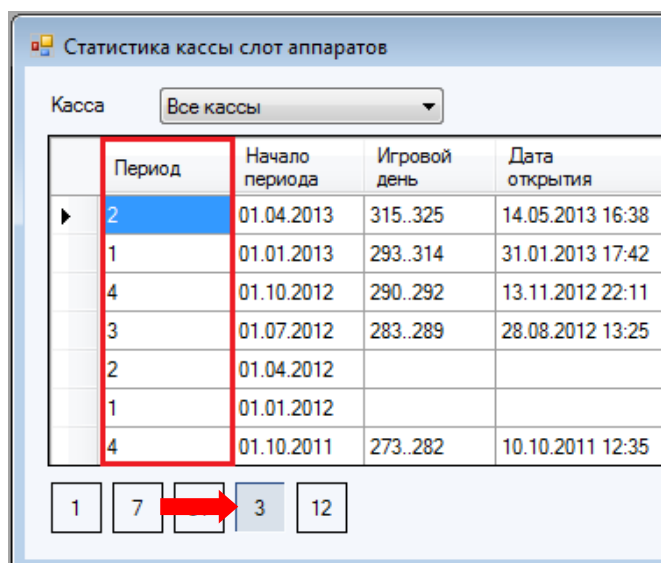 Статистика кассы слот аппаратов
Касса Все кассы
Период Начало периода Игровой день Дата открытия
2 01.04.2013 315..325 14.05.2013 16:38
1 01.01.2013 293..314 31.01.2013 17:42
4 01.10.2012 290..292 13.11.2012 22:11
3 01.07.2012 283..289 28.08.2012 13:25
2 01.04.2012
1 01.01.2012
4 01.10.2011 273..282 10.10.2011 12:35
1 7 3 12